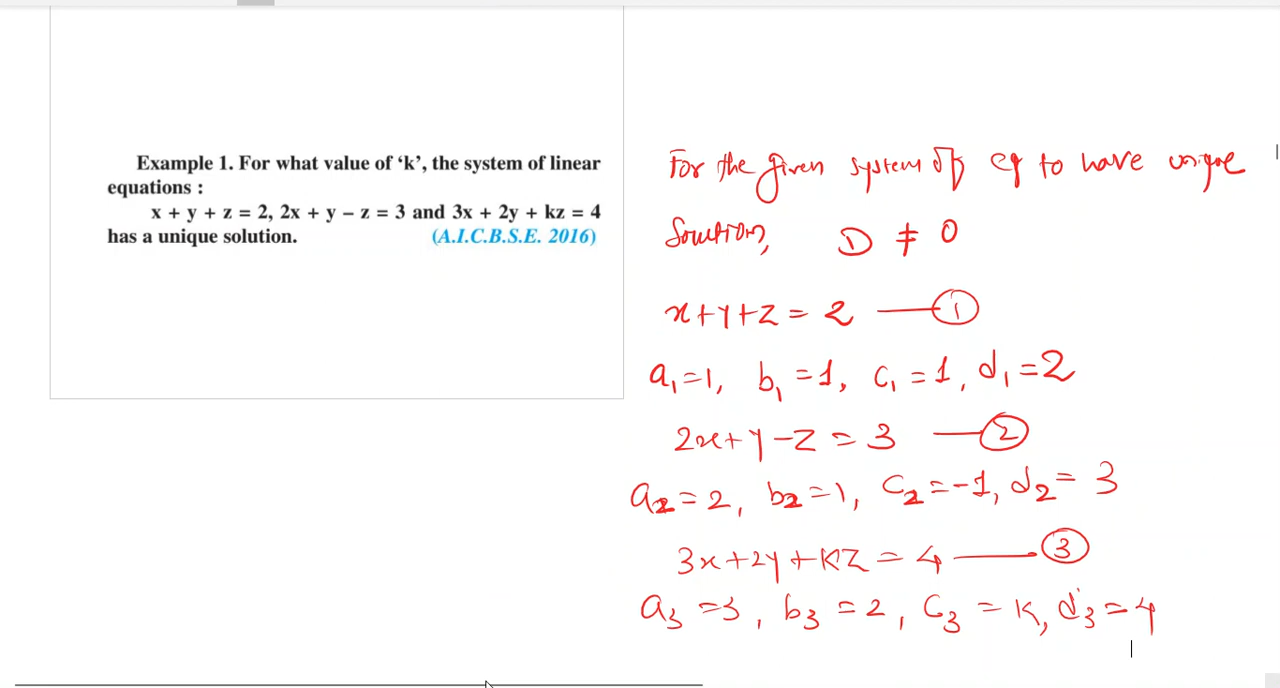 Example 1. For what value of ‘k’, the system of linear
equations :
x + y + z = 2, 2x + y – z = 3 and 3x + 2y + kz = 4
has a unique solution. (A.I.C.B.S.E. 2016)
For the given system of eq to have unique
Solution, D ≠ 0
x+y+z = 2 — ①
a₁=1, b₁=1, c₁=1, d₁=2
2x+y-z = 3 — ②
a₂=2, b₂=1, c₂=-1, d₂=3
3x+2y+kz = 4 — ③
a₃=3, b₃=2, c₃=k, d₃=4